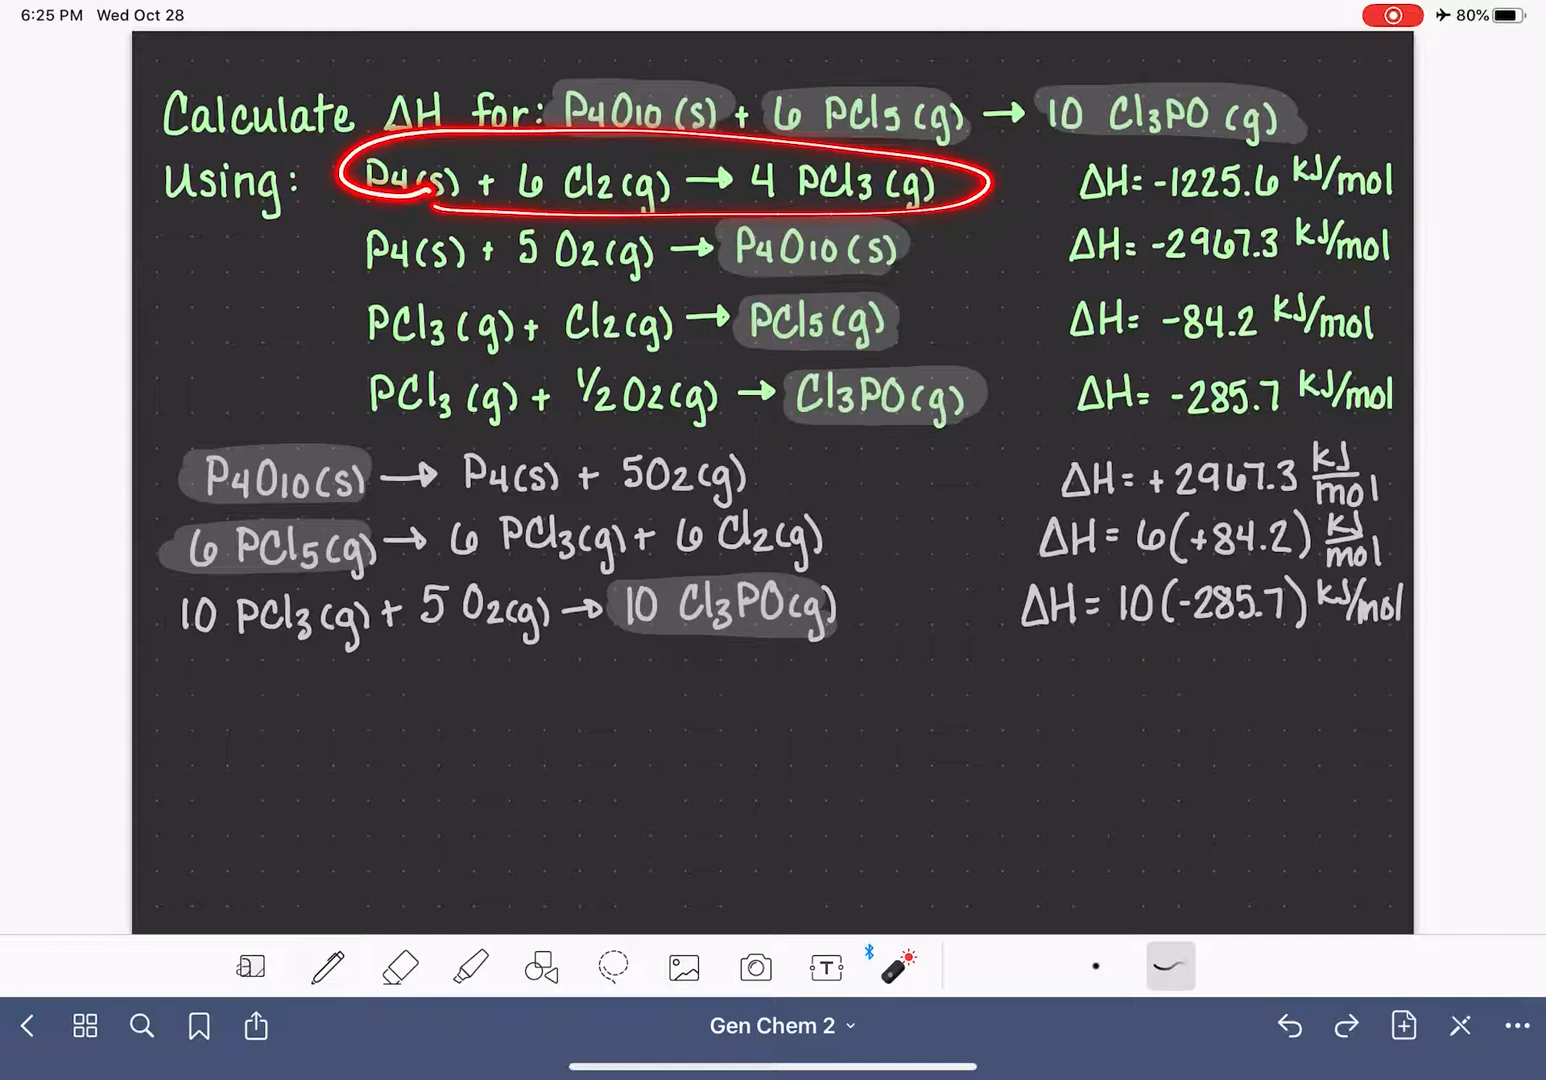 6:25 PM Wed Oct 28 80%
Calculate ΔH for: P4O10(s) + 6 PCl5(g) → 10 Cl3PO(g)
Using: P4(s) + 6 Cl2(g) → 4 PCl3(g) ΔH= -1225.6 kJ/mol
P4(s) + 5 O2(g) → P4O10(s) ΔH= -2967.3 kJ/mol
PCl3(g) + Cl2(g) → PCl5(g) ΔH= -84.2 kJ/mol
PCl3(g) + 1/2 O2(g) → Cl3PO(g) ΔH= -285.7 kJ/mol
P4O10(s) → P4(s) + 5O2(g) ΔH= +2967.3 kJ/mol
6 PCl5(g) → 6 PCl3(g) + 6 Cl2(g) ΔH= 6(+84.2) kJ/mol
10 PCl3(g) + 5 O2(g) → 10 Cl3PO(g) ΔH= 10(-285.7) kJ/mol
T
Gen Chem 2